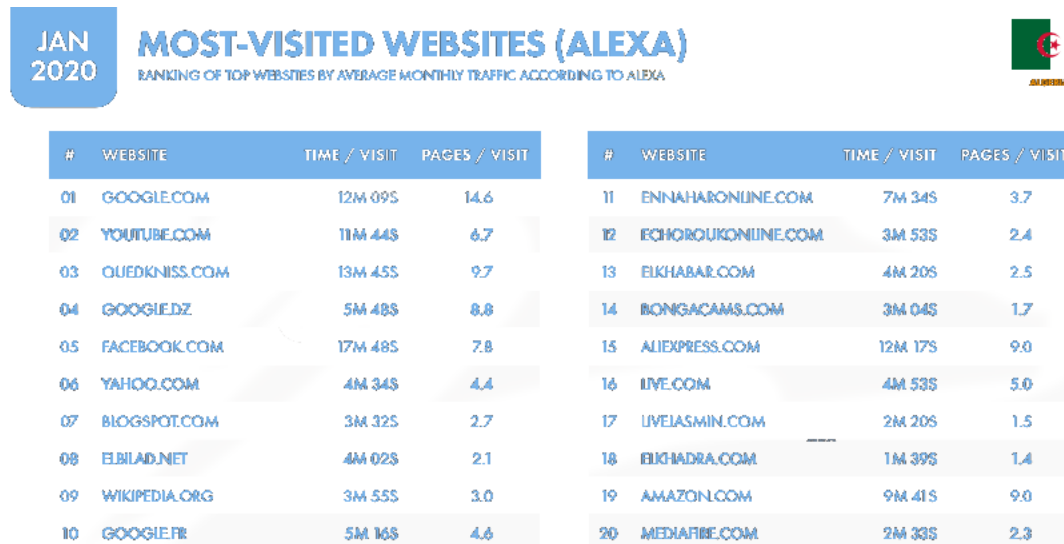 JAN
2020
MOST-VISITED WEBSITES (ALEXA)
RANKING OF TOP WEBSITES BY AVERAGE MONTHLY TRAFFIC ACCORDING TO ALEXA
ALGERIA
# WEBSITE TIME / VISIT PAGES / VISIT
01 GOOGLE.COM 12M 09S 14.6
02 YOUTUBE.COM 11M 44S 6.7
03 OUEDKNISS.COM 13M 45S 9.7
04 GOOGLE.DZ 5M 48S 8.8
05 FACEBOOK.COM 17M 48S 7.8
06 YAHOO.COM 4M 34S 4.4
07 BLOGSPOT.COM 3M 32S 2.7
08 ELBILAD.NET 4M 02S 2.1
09 WIKIPEDIA.ORG 3M 55S 3.0
10 GOOGLE.FR 5M 16S 4.6
# WEBSITE TIME / VISIT PAGES / VISIT
11 ENNAHARONLINE.COM 7M 34S 3.7
12 ECHOROUKONLINE.COM 3M 53S 2.4
13 ELKHABAR.COM 4M 20S 2.5
14 BONGACAMS.COM 3M 04S 1.7
15 ALIEXPRESS.COM 12M 17S 9.0
16 LIVE.COM 4M 53S 5.0
17 LIVEJASMIN.COM 2M 20S 1.5
18 ELKHADRA.COM 1M 39S 1.4
19 AMAZON.COM 9M 41S 9.0
20 MEDIAFIRE.COM 2M 33S 2.3